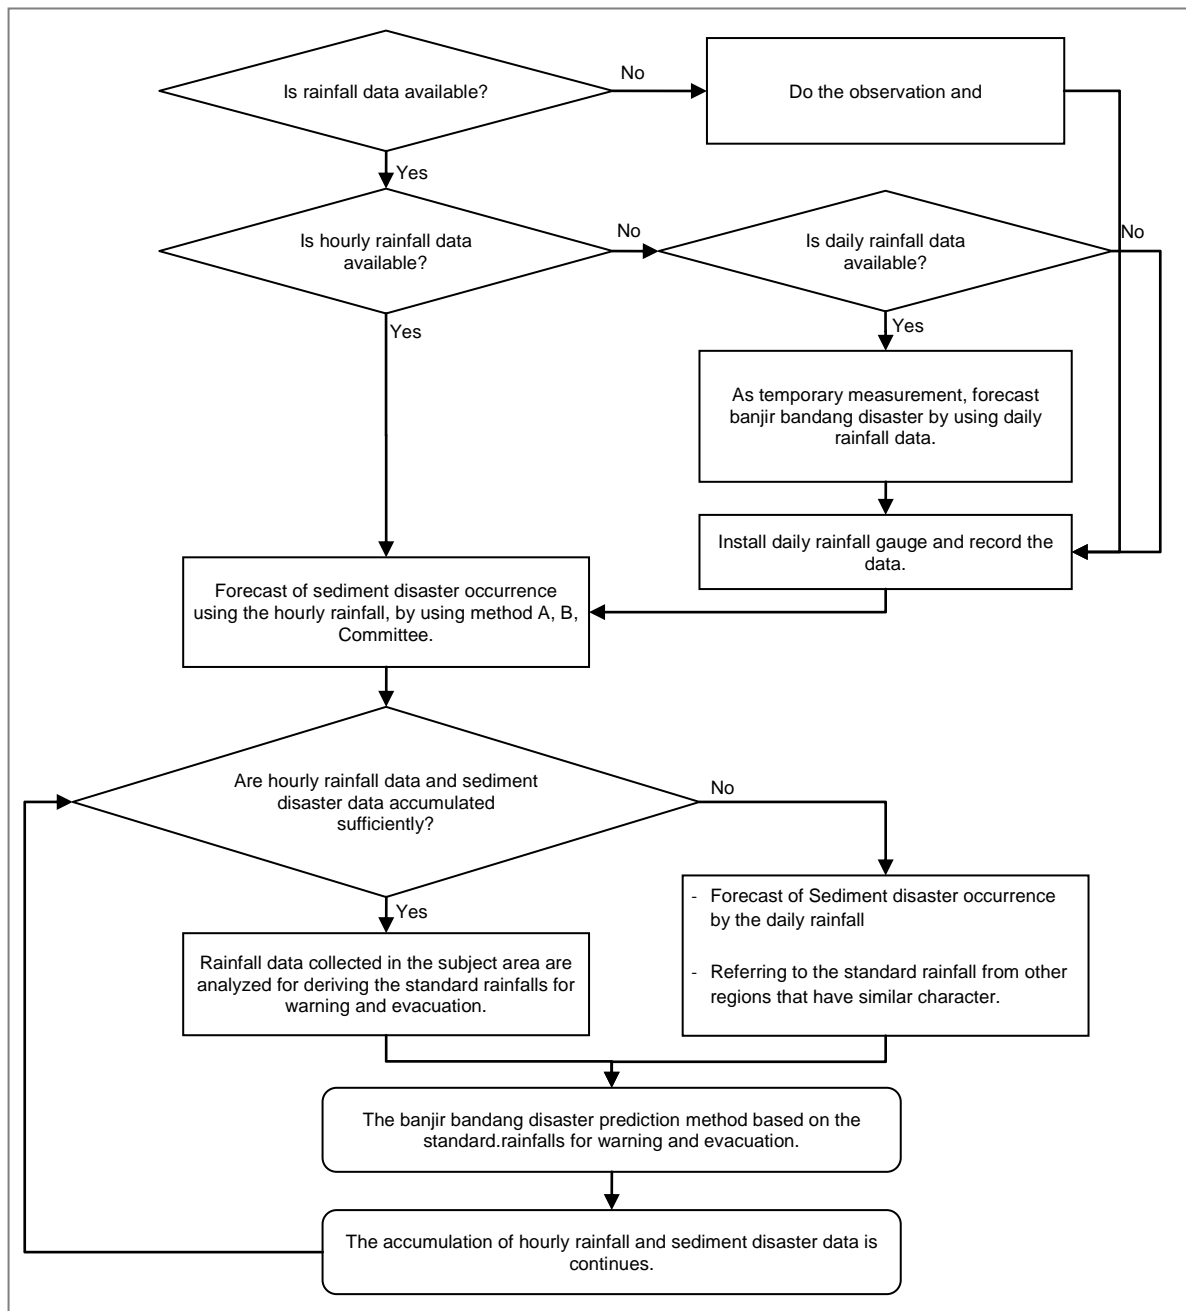 Is rainfall data available?
No
Do the observation and
Yes
Is hourly rainfall data
available?
No
Is daily rainfall data
available?
No
Yes
Yes
As temporary measurement, forecast
banjir bandang disaster by using daily
rainfall data.
Install daily rainfall gauge and record the
data.
Forecast of sediment disaster occurrence
using the hourly rainfall, by using method A, B,
Committee.
Are hourly rainfall data and sediment
disaster data accumulated
sufficiently?
No
Yes
- Forecast of Sediment disaster occurrence
by the daily rainfall
- Referring to the standard rainfall from other
regions that have similar character.
Rainfall data collected in the subject area are
analyzed for deriving the standard rainfalls for
warning and evacuation.
The banjir bandang disaster prediction method based on the
standard.rainfalls for warning and evacuation.
The accumulation of hourly rainfall and sediment disaster data is
continues.